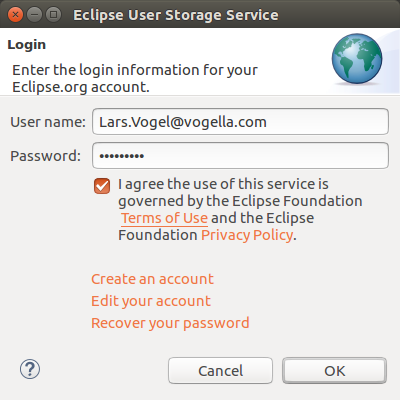 Eclipse User Storage Service
Login
Enter the login information for your
Eclipse.org account.
User name: Lars.Vogel@vogella.com
Password: •••••••••
I agree the use of this service is
governed by the Eclipse Foundation
Terms of Use and the Eclipse
Foundation Privacy Policy.
Create an account
Edit your account
Recover your password
? Cancel OK